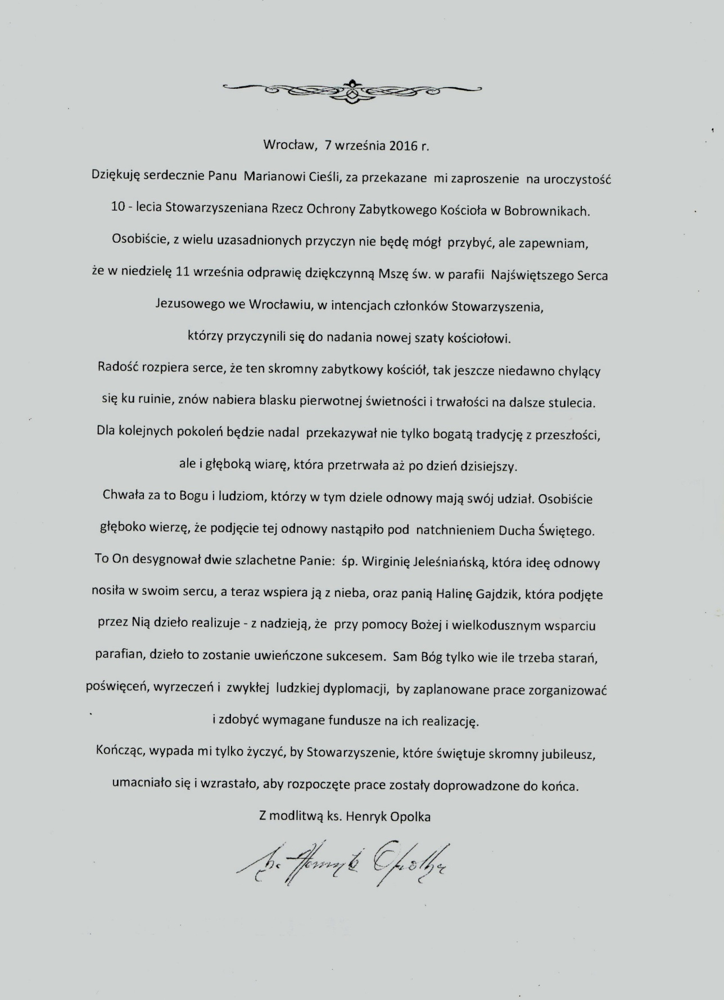 Wrocław, 7 września 2016 r.
Dziękuję serdecznie Panu Marianowi Cieśli, za przekazane mi zaproszenie na uroczystość
10 - lecia Stowarzyszeniana Rzecz Ochrony Zabytkowego Kościoła w Bobrownikach.
Osobiście, z wielu uzasadnionych przyczyn nie będę mógł przybyć, ale zapewniam,
że w niedzielę 11 września odprawię dziękczynną Mszę św. w parafii Najświętszego Serca
Jezusowego we Wrocławiu, w intencjach członków Stowarzyszenia,
którzy przyczynili się do nadania nowej szaty kościołowi.
Radość rozpiera serce, że ten skromny zabytkowy kościół, tak jeszcze niedawno chylący
się ku ruinie, znów nabiera blasku pierwotnej świetności i trwałości na dalsze stulecia.
Dla kolejnych pokoleń będzie nadal przekazywał nie tylko bogatą tradycję z przeszłości,
ale i głęboką wiarę, która przetrwała aż po dzień dzisiejszy.
Chwała za to Bogu i ludziom, którzy w tym dziele odnowy mają swój udział. Osobiście
głęboko wierzę, że podjęcie tej odnowy nastąpiło pod natchnieniem Ducha Świętego.
To On desygnował dwie szlachetne Panie: śp. Wirginię Jeleśniańską, która ideę odnowy
nosiła w swoim sercu, a teraz wspiera ją z nieba, oraz panią Halinę Gajdzik, która podjęte
przez Nią dzieło realizuje - z nadzieją, że przy pomocy Bożej i wielkodusznym wsparciu
parafian, dzieło to zostanie uwieńczone sukcesem. Sam Bóg tylko wie ile trzeba starań,
poświęceń, wyrzeczeń i zwykłej ludzkiej dyplomacji, by zaplanowane prace zorganizować
i zdobyć wymagane fundusze na ich realizację.
Kończąc, wypada mi tylko życzyć, by Stowarzyszenie, które świętuje skromny jubileusz,
umacniało się i wzrastało, aby rozpoczęte prace zostały doprowadzone do końca.
Z modlitwą ks. Henryk Opolka
ks. Henryk Opolka